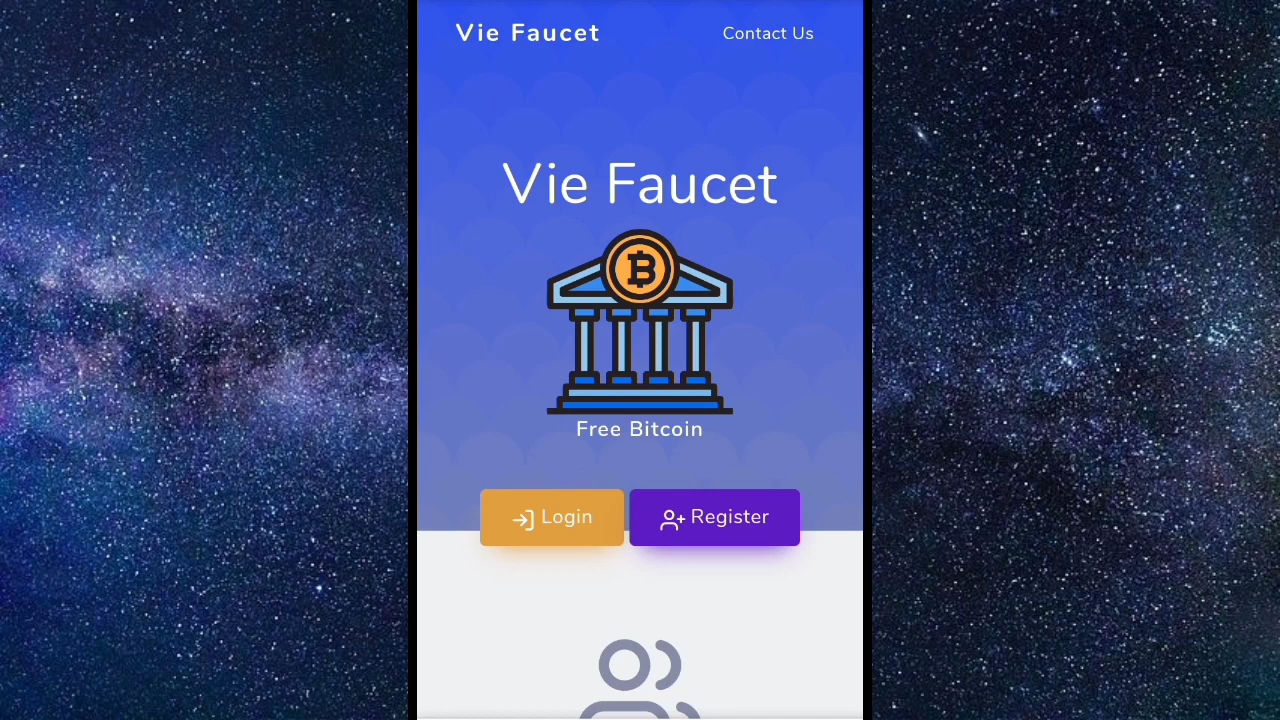 Vie Faucet
Contact Us
Vie Faucet
Free Bitcoin
Login
Register